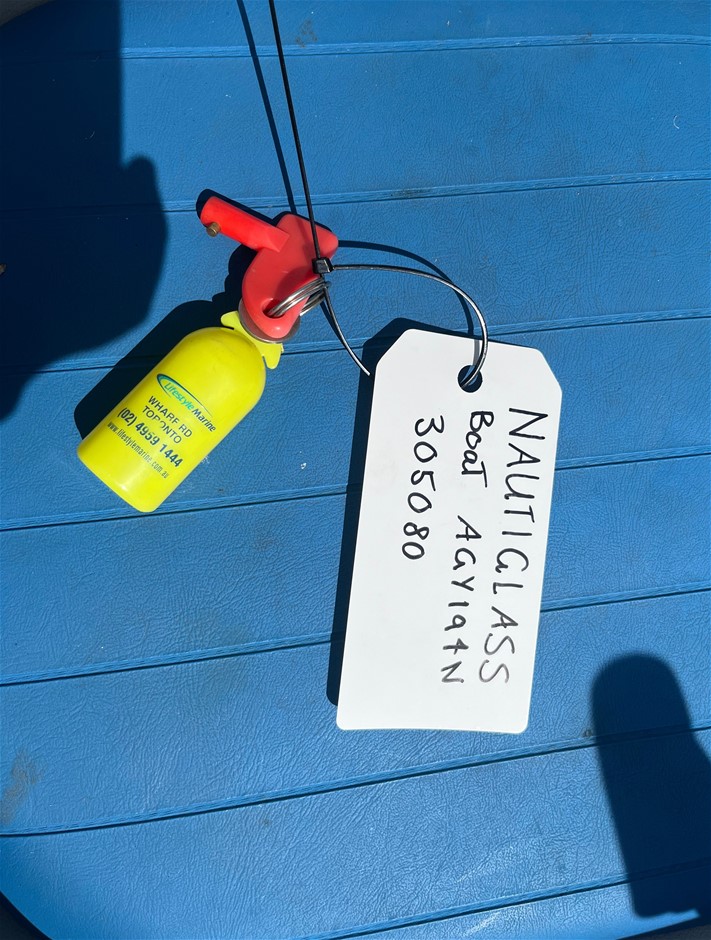 Lifestyle Marine
WHARF RD
TORONTO
(02) 4959 1444
www.lifestylemarine.com.au
NAUTIGLASS
Boat AGY194N
305080